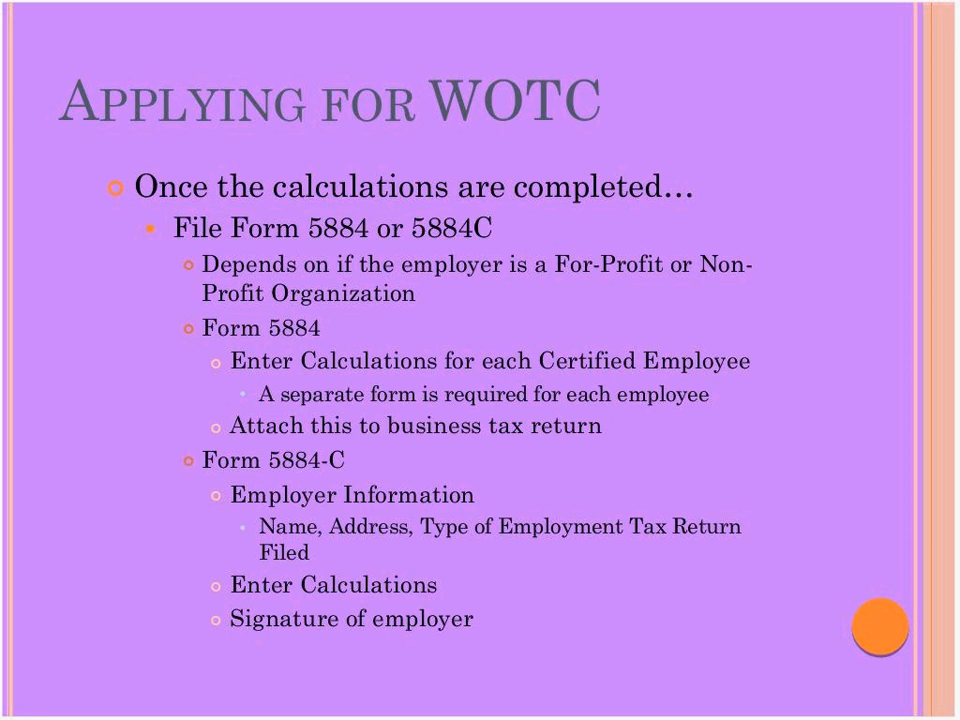 APPLYING FOR WOTC
Once the calculations are completed…
File Form 5884 or 5884C
Depends on if the employer is a For-Profit or Non-
Profit Organization
Form 5884
Enter Calculations for each Certified Employee
A separate form is required for each employee
Attach this to business tax return
Form 5884-C
Employer Information
Name, Address, Type of Employment Tax Return
Filed
Enter Calculations
Signature of employer